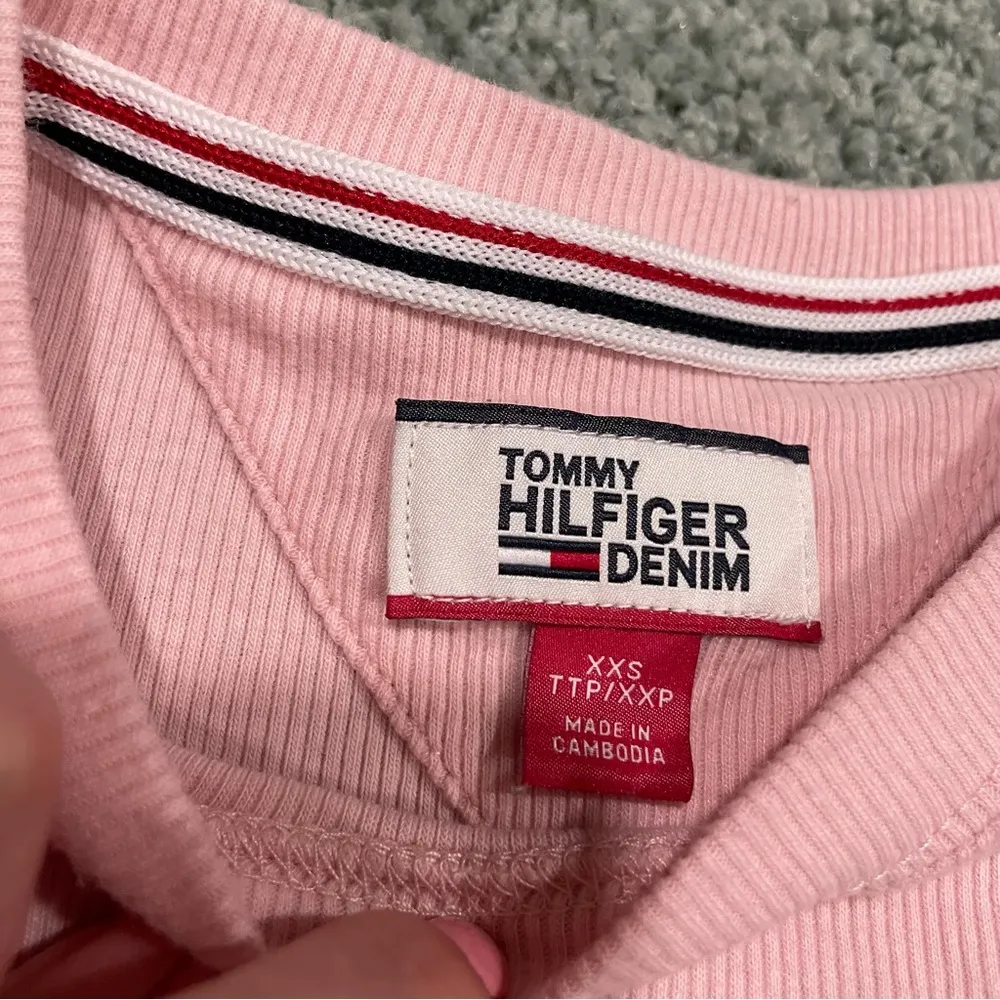 TOMMY
HILFIGER
DENIM
XXS
TTP/XXP
MADE IN
CAMBODIA